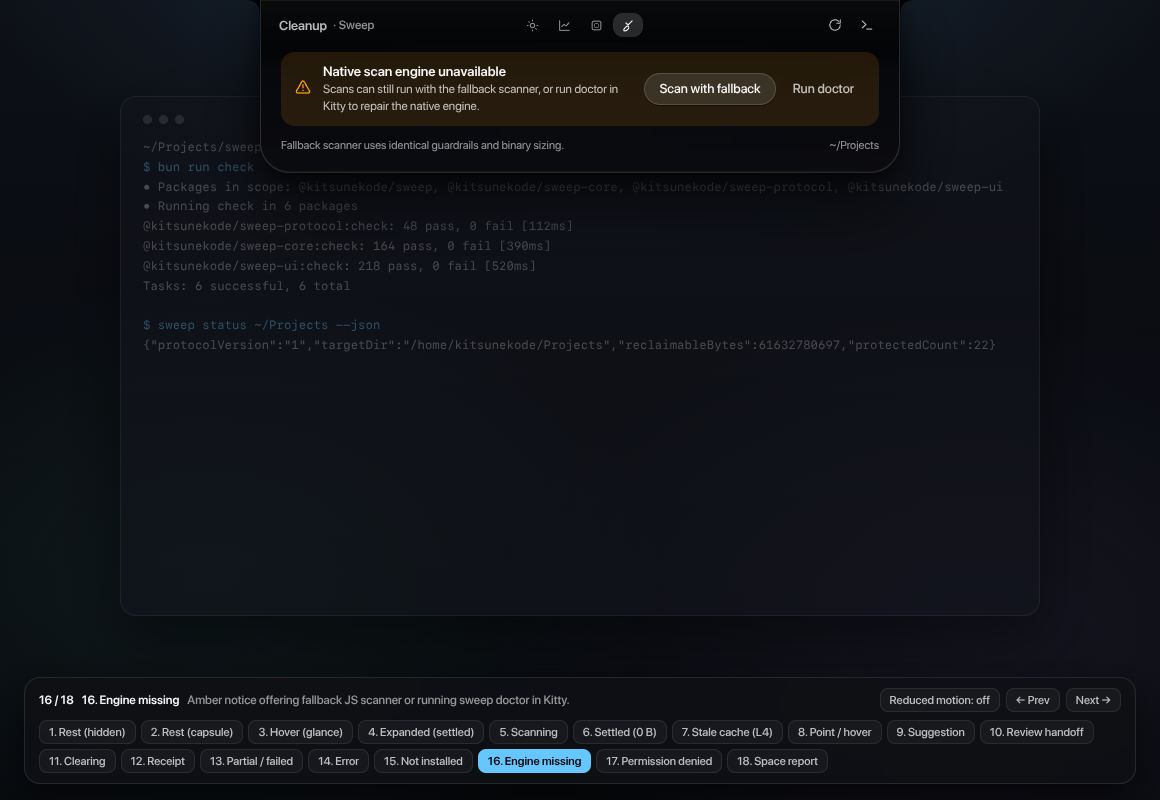 Cleanup · Sweep
Native scan engine unavailable
Scans can still run with the fallback scanner, or run doctor in
Kitty to repair the native engine.
Scan with fallback
Run doctor
Fallback scanner uses identical guardrails and binary sizing.
~/Projects
~/Projects/sweep
$ bun run check
● Packages in scope: @kitsunekode/sweep, @kitsunekode/sweep-core, @kitsunekode/sweep-protocol, @kitsunekode/sweep-ui
● Running check in 6 packages
@kitsunekode/sweep-protocol:check: 48 pass, 0 fail [112ms]
@kitsunekode/sweep-core:check: 164 pass, 0 fail [390ms]
@kitsunekode/sweep-ui:check: 218 pass, 0 fail [520ms]
Tasks: 6 successful, 6 total
$ sweep status ~/Projects --json
{"protocolVersion":"1","targetDir":"/home/kitsunekode/Projects","reclaimableBytes":61632780697,"protectedCount":22}
16 / 18 16. Engine missing Amber notice offering fallback JS scanner or running sweep doctor in Kitty.
Reduced motion: off ← Prev Next →
1. Rest (hidden) 2. Rest (capsule) 3. Hover (glance) 4. Expanded (settled) 5. Scanning 6. Settled (0 B) 7. Stale cache (L4) 8. Point / hover 9. Suggestion 10. Review handoff
11. Clearing 12. Receipt 13. Partial / failed 14. Error 15. Not installed 16. Engine missing 17. Permission denied 18. Space report